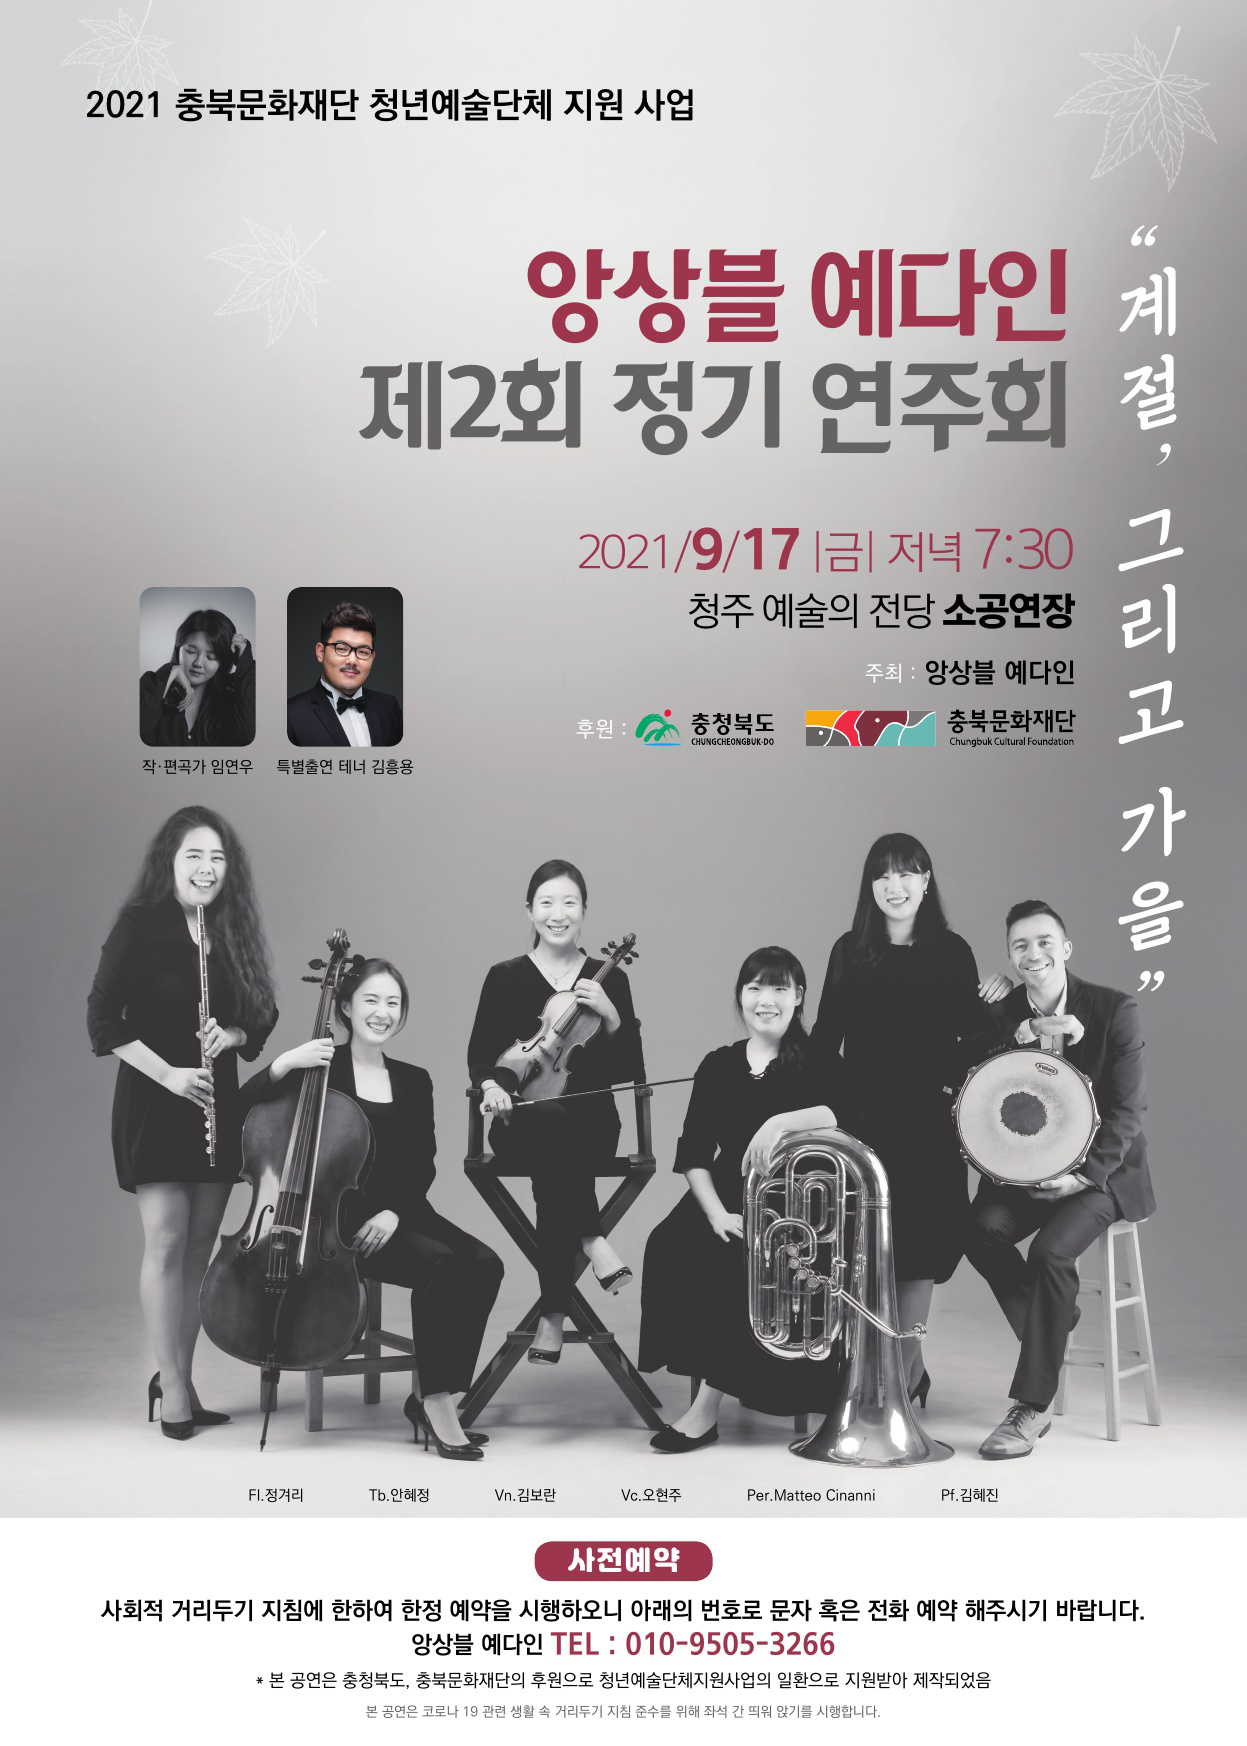 2021 충북문화재단 청년예술단체 지원 사업
앙상블 예다인
제2회 정기 연주회
“계절, 그리고 가을”
2021/9/17 |금| 저녁 7:30
청주 예술의 전당 소공연장
주최 : 앙상블 예다인
후원 : 충청북도 CHUNGCHEONGBUK-DO 충북문화재단 Chungbuk Cultural Foundation
작·편곡가 임연우 특별출연 테너 김흥용
EVANS
Fl.정겨리 Tb.안혜정 Vn.김보란 Vc.오현주 Per.Matteo Cinanni Pf.김혜진
사전예약
사회적 거리두기 지침에 한하여 한정 예약을 시행하오니 아래의 번호로 문자 혹은 전화 예약 해주시기 바랍니다.
앙상블 예다인 TEL : 010-9505-3266
* 본 공연은 충청북도, 충북문화재단의 후원으로 청년예술단체지원사업의 일환으로 지원받아 제작되었음
본 공연은 코로나 19 관련 생활 속 거리두기 지침 준수를 위해 좌석 간 띄워 앉기를 시행합니다.